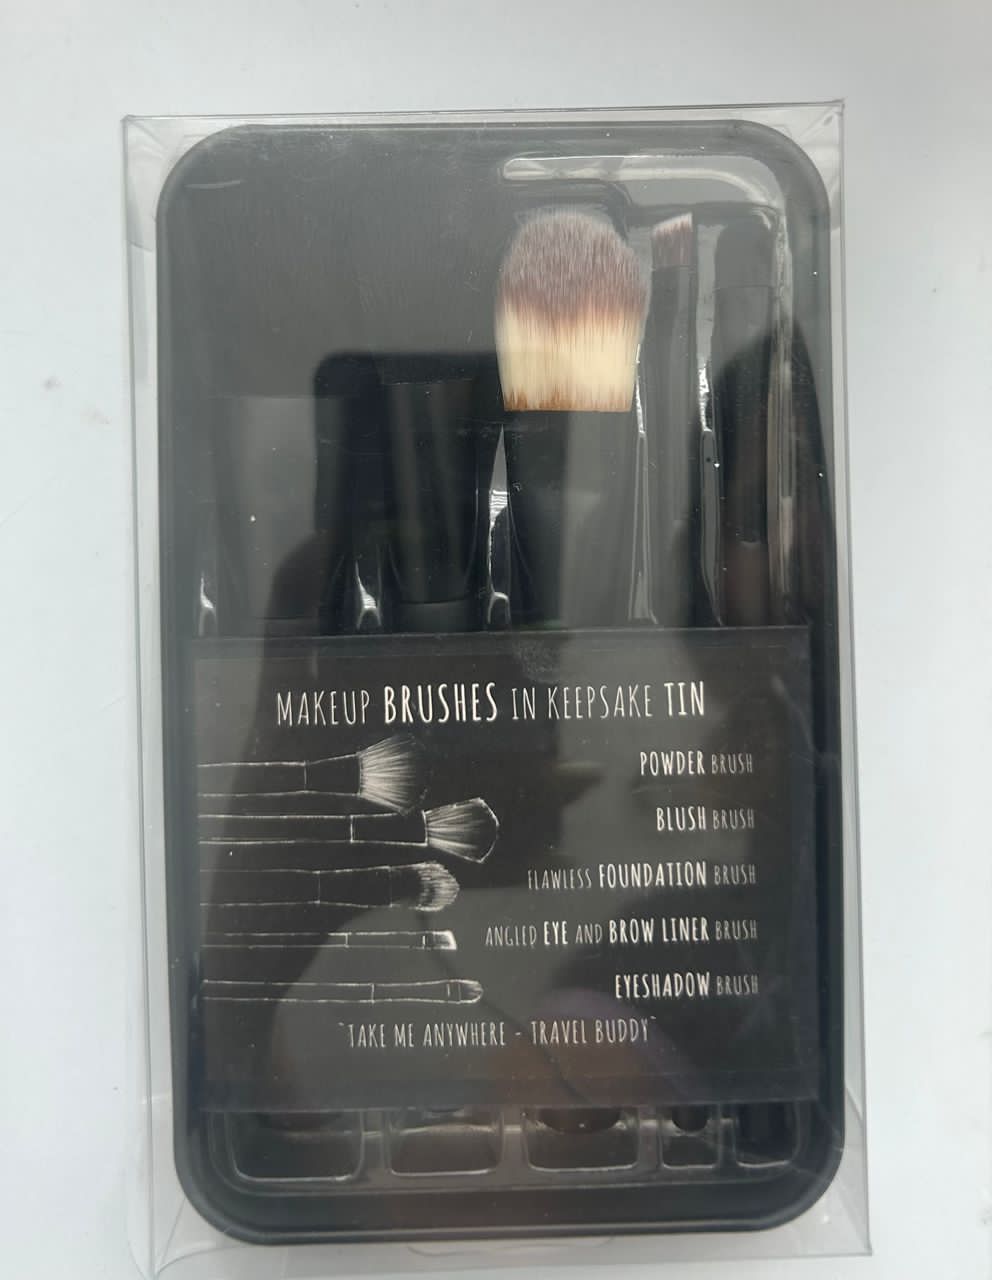 MAKEUP BRUSHES IN KEEPSAKE TIN
POWDER BRUSH
BLUSH BRUSH
FLAWLESS FOUNDATION BRUSH
ANGLED EYE AND BROW LINER BRUSH
EYESHADOW BRUSH
`TAKE ME ANYWHERE - TRAVEL BUDDY`